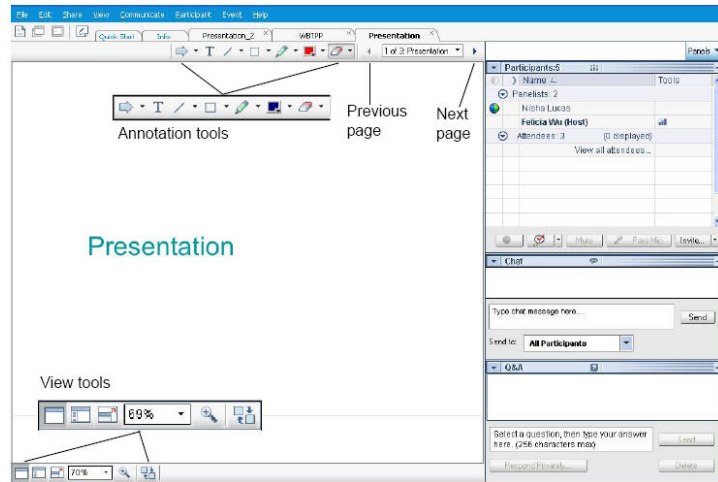 File Edit Share View Communicate Participant Event Help
Quick Start Info Presentation_2 WBTPP Presentation
T 1 of 3: Presentation Panels
Participants:5
Name Tools
Panelists: 2
Nisha Lucas
Felicia Wu (Host)
Attendees: 3 (0 displayed)
View all attendees...
T
Annotation tools
Previous page
Next page
Mute Pass Mic Invite...
Presentation
Chat
Type chat message here...
Send
Send to: All Participants
Q&A
View tools
69%
Select a question, then type your answer
here. (256 characters max)
Send
Respond Privately... Delete
70%